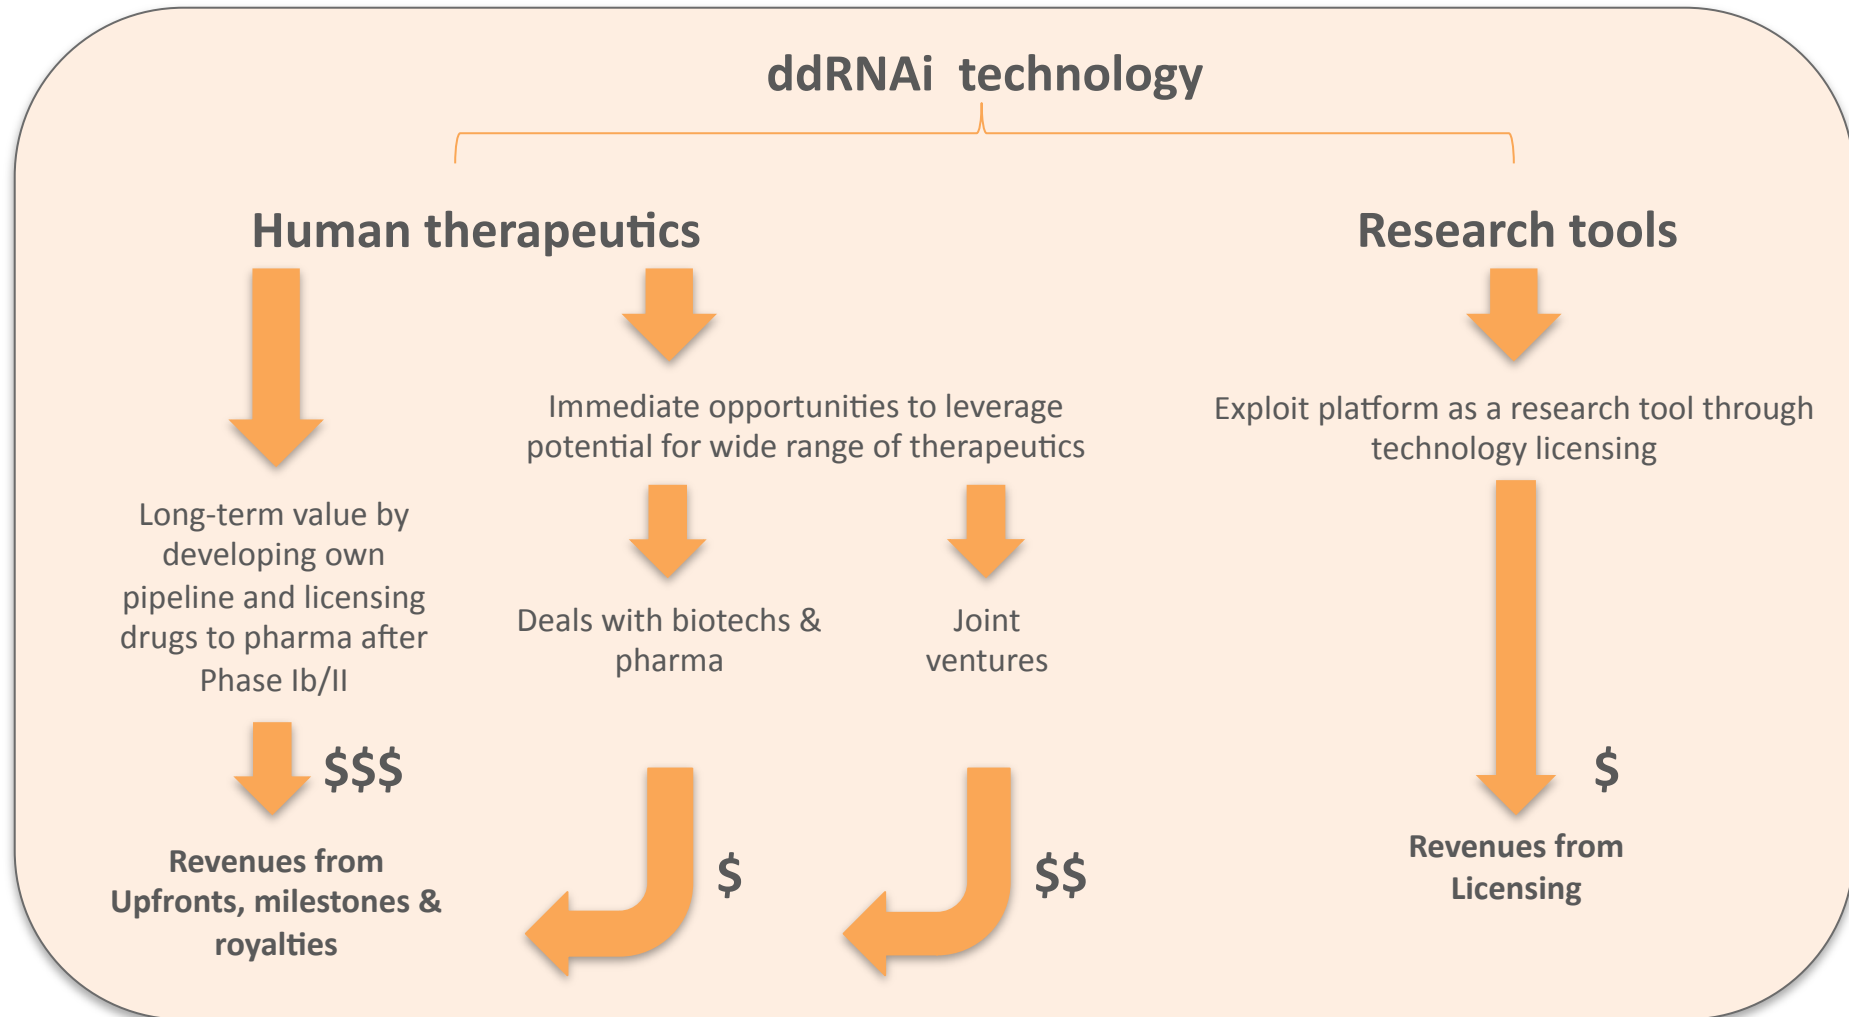 ddRNAi technology
Human therapeutics
Research tools
Immediate opportunities to leverage
potential for wide range of therapeutics
Exploit platform as a research tool through
technology licensing
Long-term value by
developing own
pipeline and licensing
drugs to pharma after
Phase Ib/II
Deals with biotechs &
pharma
Joint
ventures
$$$
$
$$
$
Revenues from
Upfronts, milestones &
royalties
Revenues from
Licensing